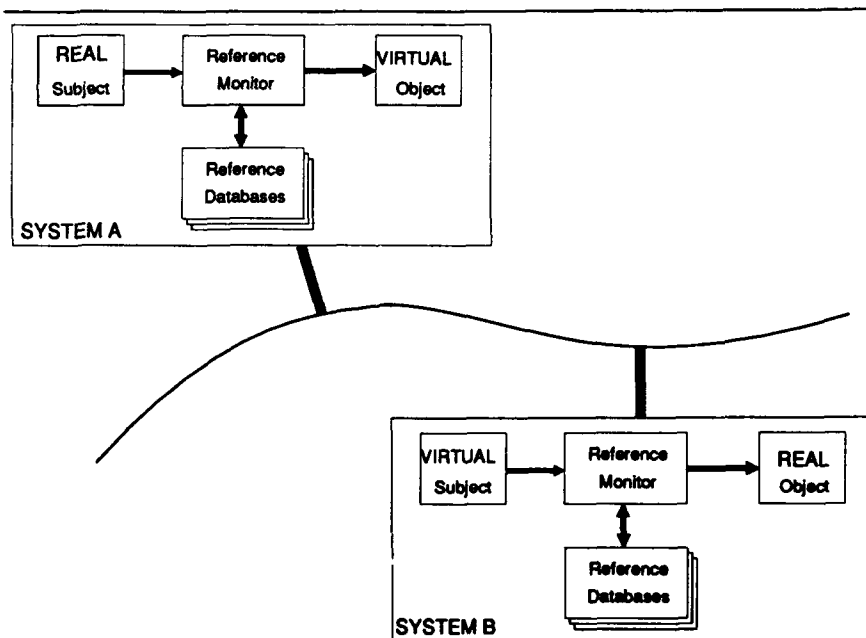 REAL
Subject
Reference
Monitor
VIRTUAL
Object
Reference
Databases
SYSTEM A
VIRTUAL
Subject
Reference
Monitor
REAL
Object
Reference
Databases
SYSTEM B